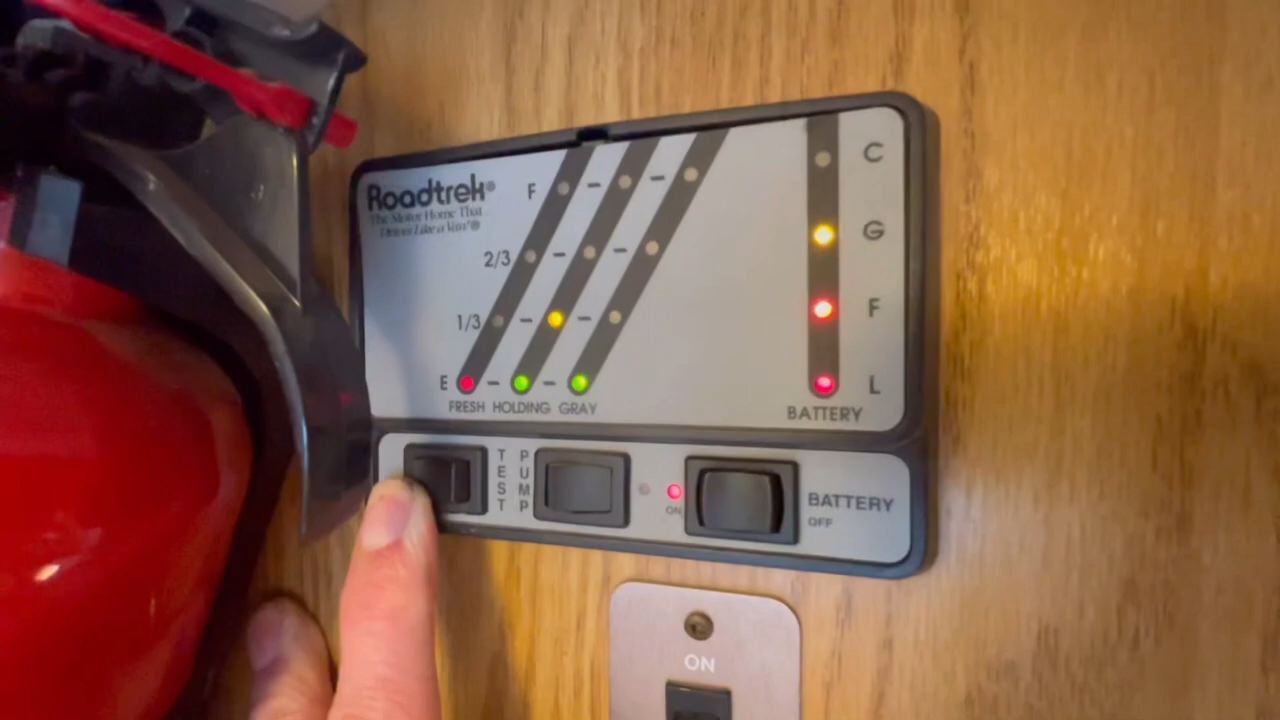 Roadtrek®
The Motor Home That
Drives Like a Van!®
F
2/3
1/3
E
FRESH HOLDING GRAY
C
G
F
L
BATTERY
TEST
PUMP
ON
BATTERY
OFF
ON